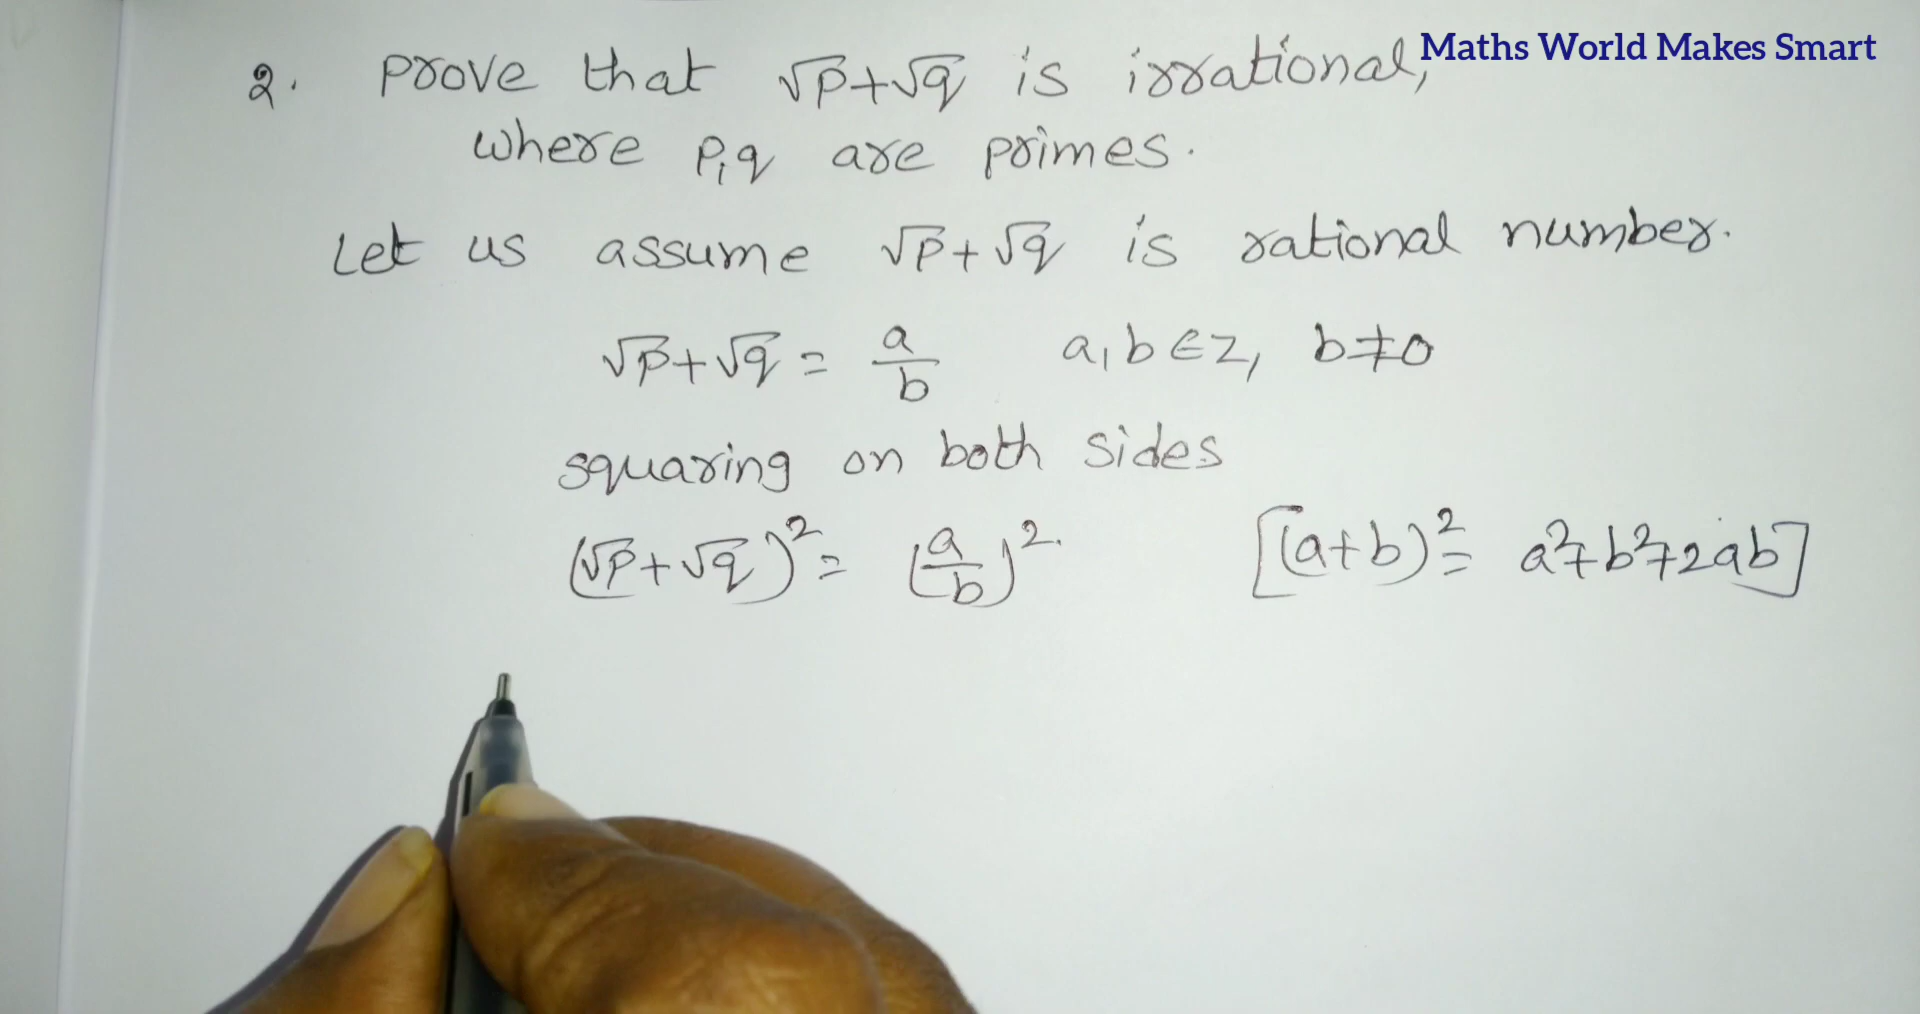 Maths World Makes Smart
2. Prove that √p+√q is irrational,
where p,q are primes.
Let us assume √p+√q is rational number.
√p+√q = a/b a,b ∈ Z, b≠0
squaring on both sides
(√p+√q)² = (a/b)². [(a+b)² = a²+b²+2ab]